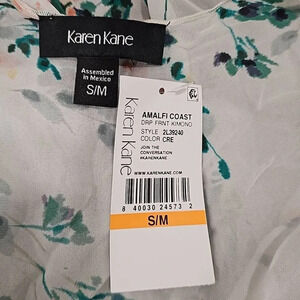 Karen Kane
Assembled
in Mexico
S/M
Karen Kane
AMALFI COAST
DRP FRNT KIMONO
STYLE 2L39240
COLOR CRE
JOIN THE
CONVERSATION
#KARENKANE
WWW.KARENKANE.COM
8 40030 24573 2
S/M